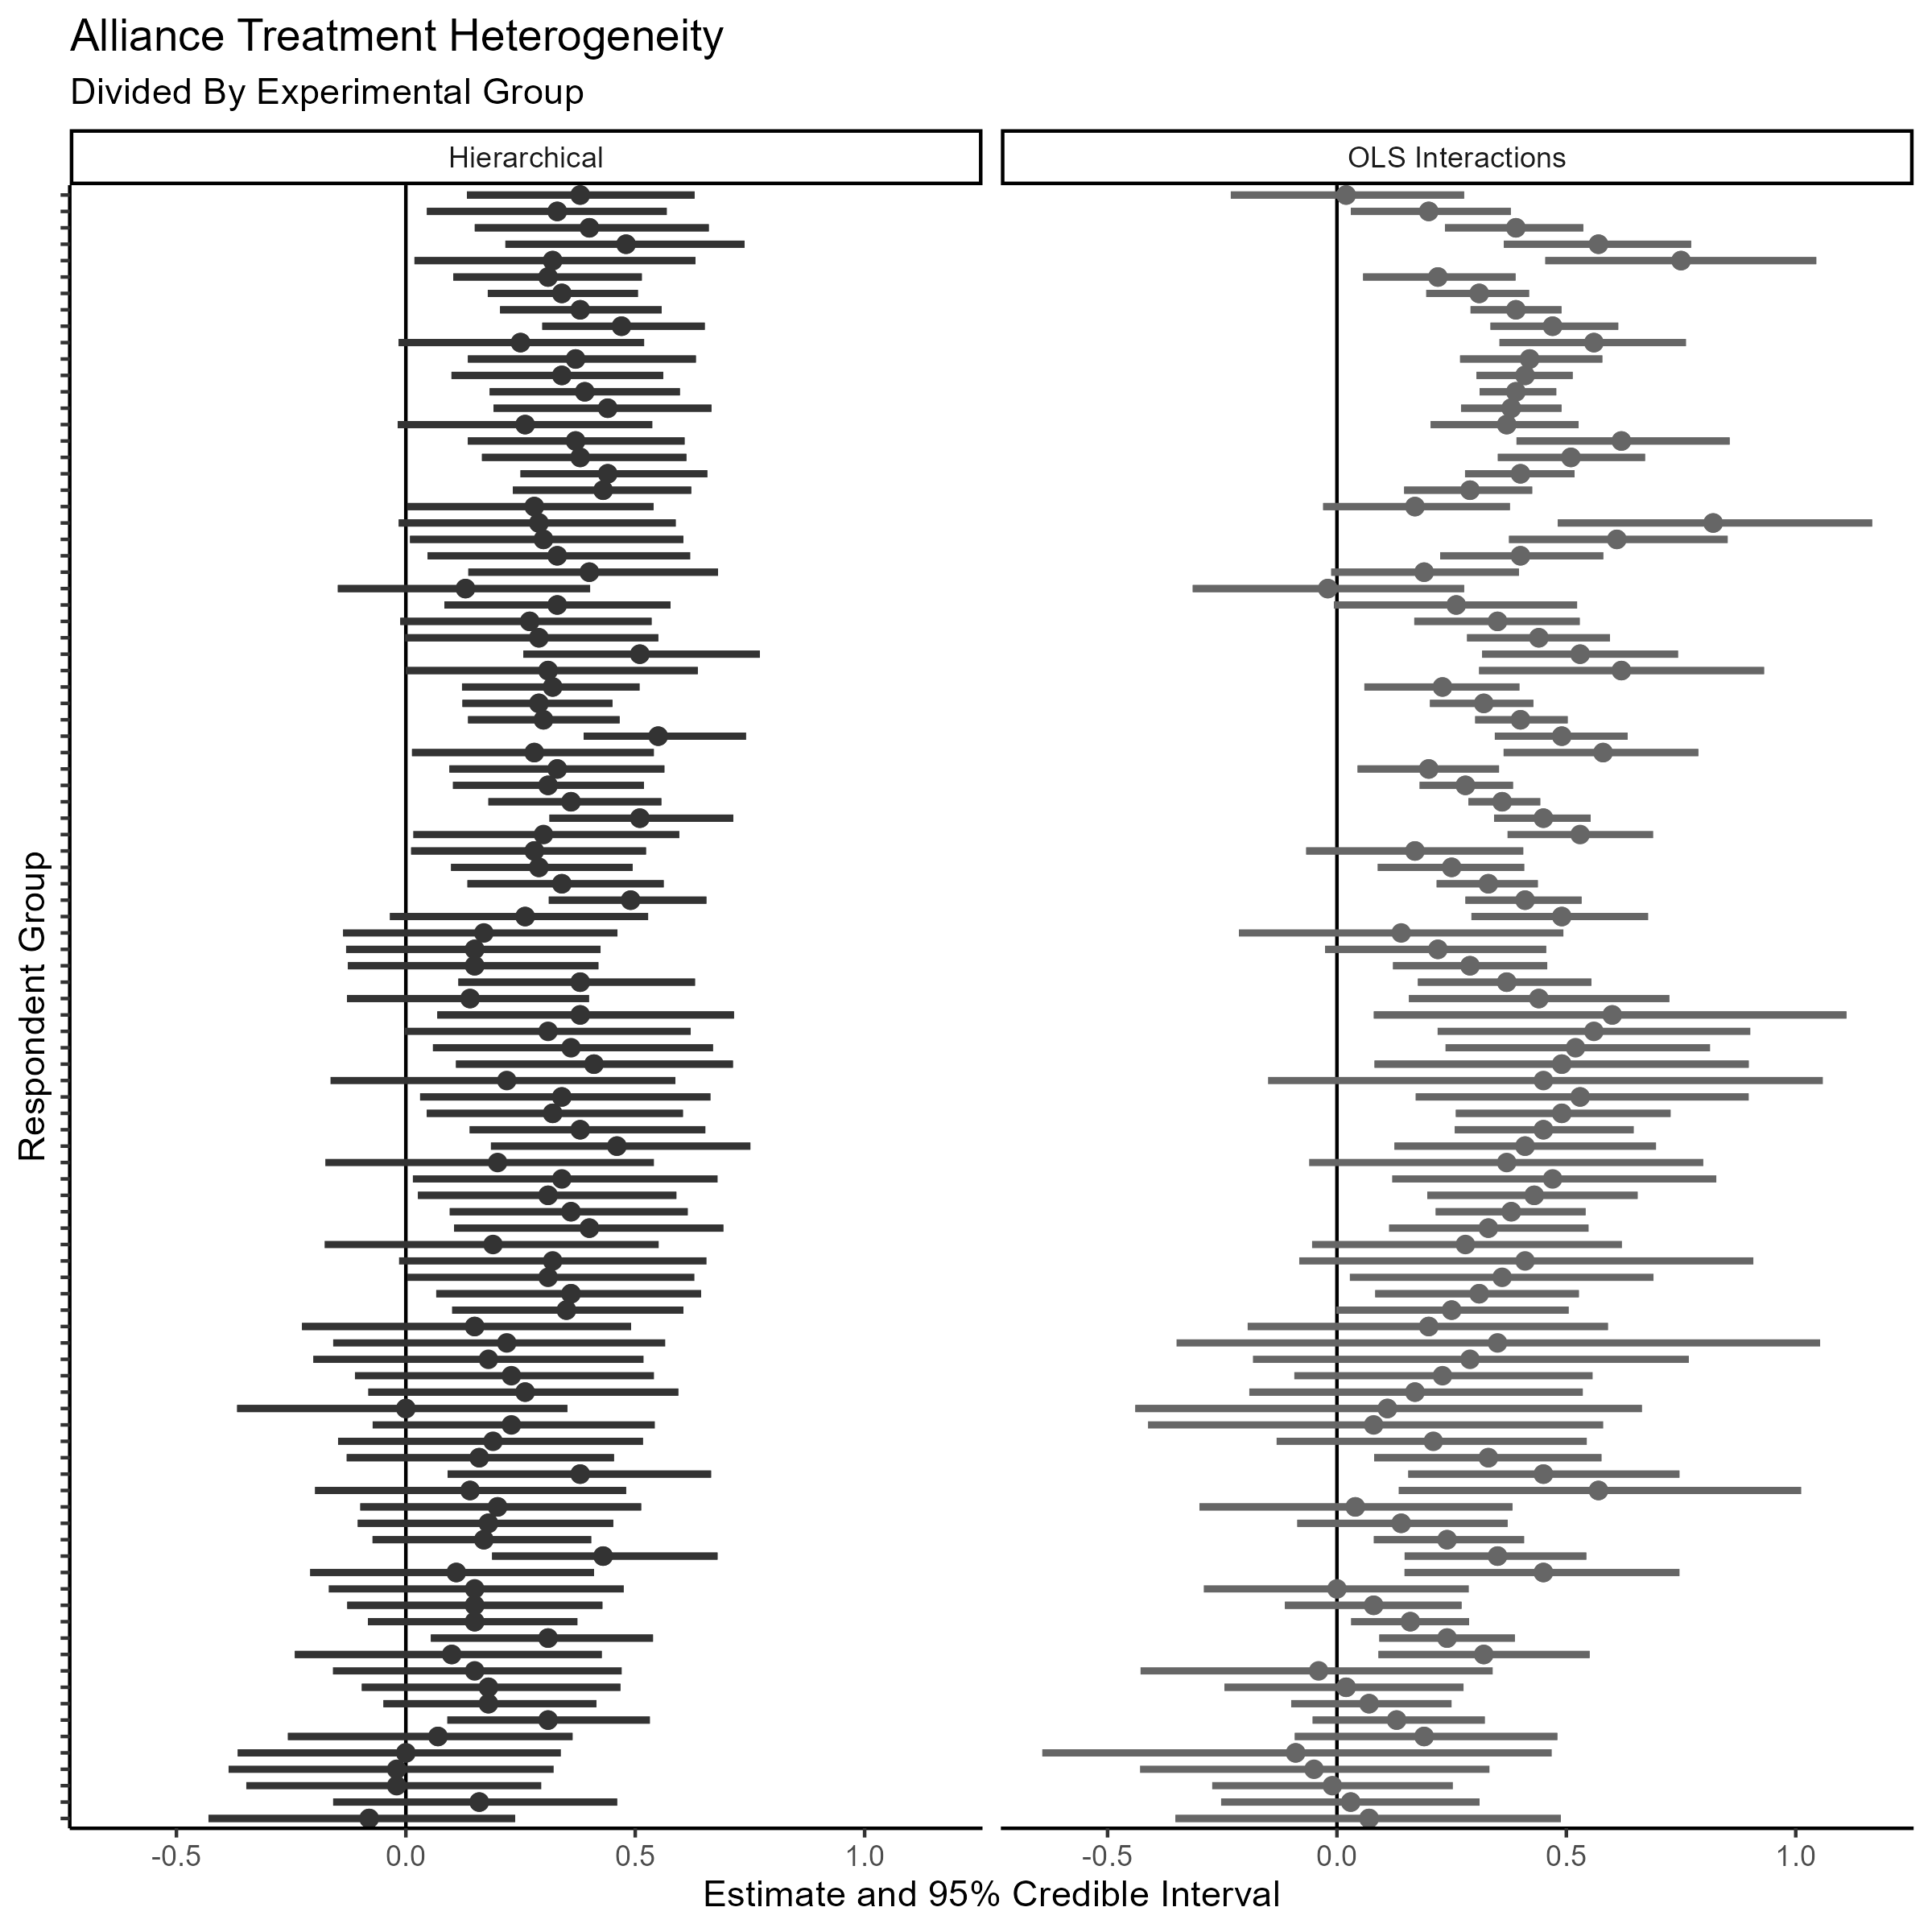 Alliance Treatment Heterogeneity
Divided By Experimental Group
Hierarchical
OLS Interactions
Respondent Group
-0.5 0.0 0.5 1.0
-0.5 0.0 0.5 1.0
Estimate and 95% Credible Interval